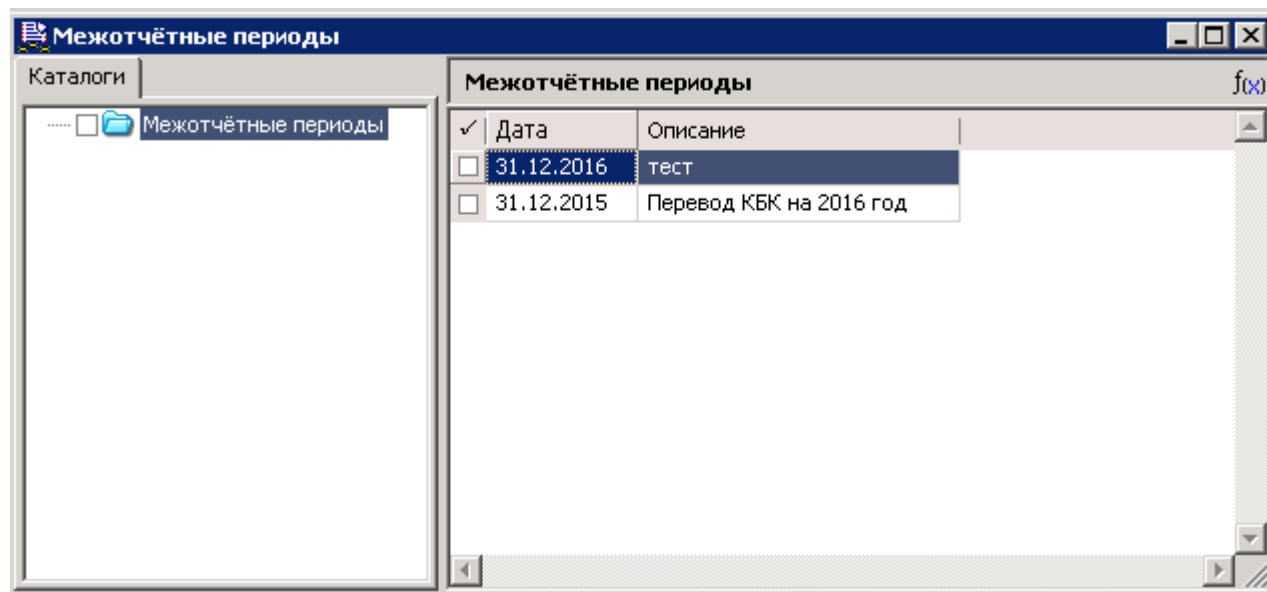 Межотчётные периоды
Каталоги
Межотчётные периоды
Межотчётные периоды
f(x)
✓ Дата Описание
31.12.2016 тест
31.12.2015 Перевод КБК на 2016 год